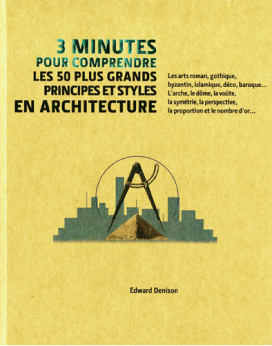 3 MINUTES
POUR COMPRENDRE
LES 50 PLUS GRANDS
PRINCIPES ET STYLES
EN ARCHITECTURE
Les arts roman, gothique,
byzantin, islamique, déco, baroque...
L'arche, le dôme, la voûte,
la symétrie, la perspective,
la proportion et le nombre d'or...
Edward Denison